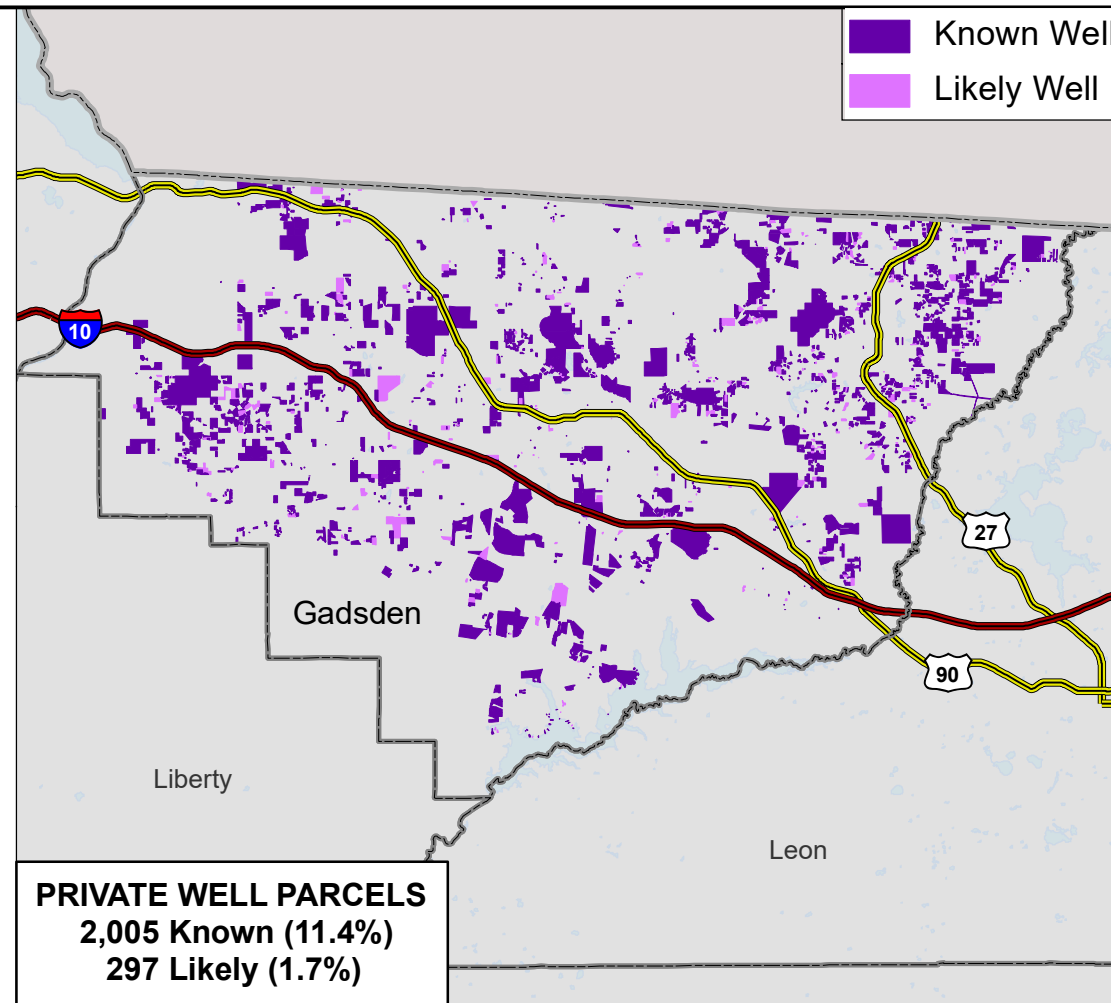 Known Well
Likely Well
10
27
Gadsden
90
Liberty
Leon
PRIVATE WELL PARCELS
2,005 Known (11.4%)
297 Likely (1.7%)